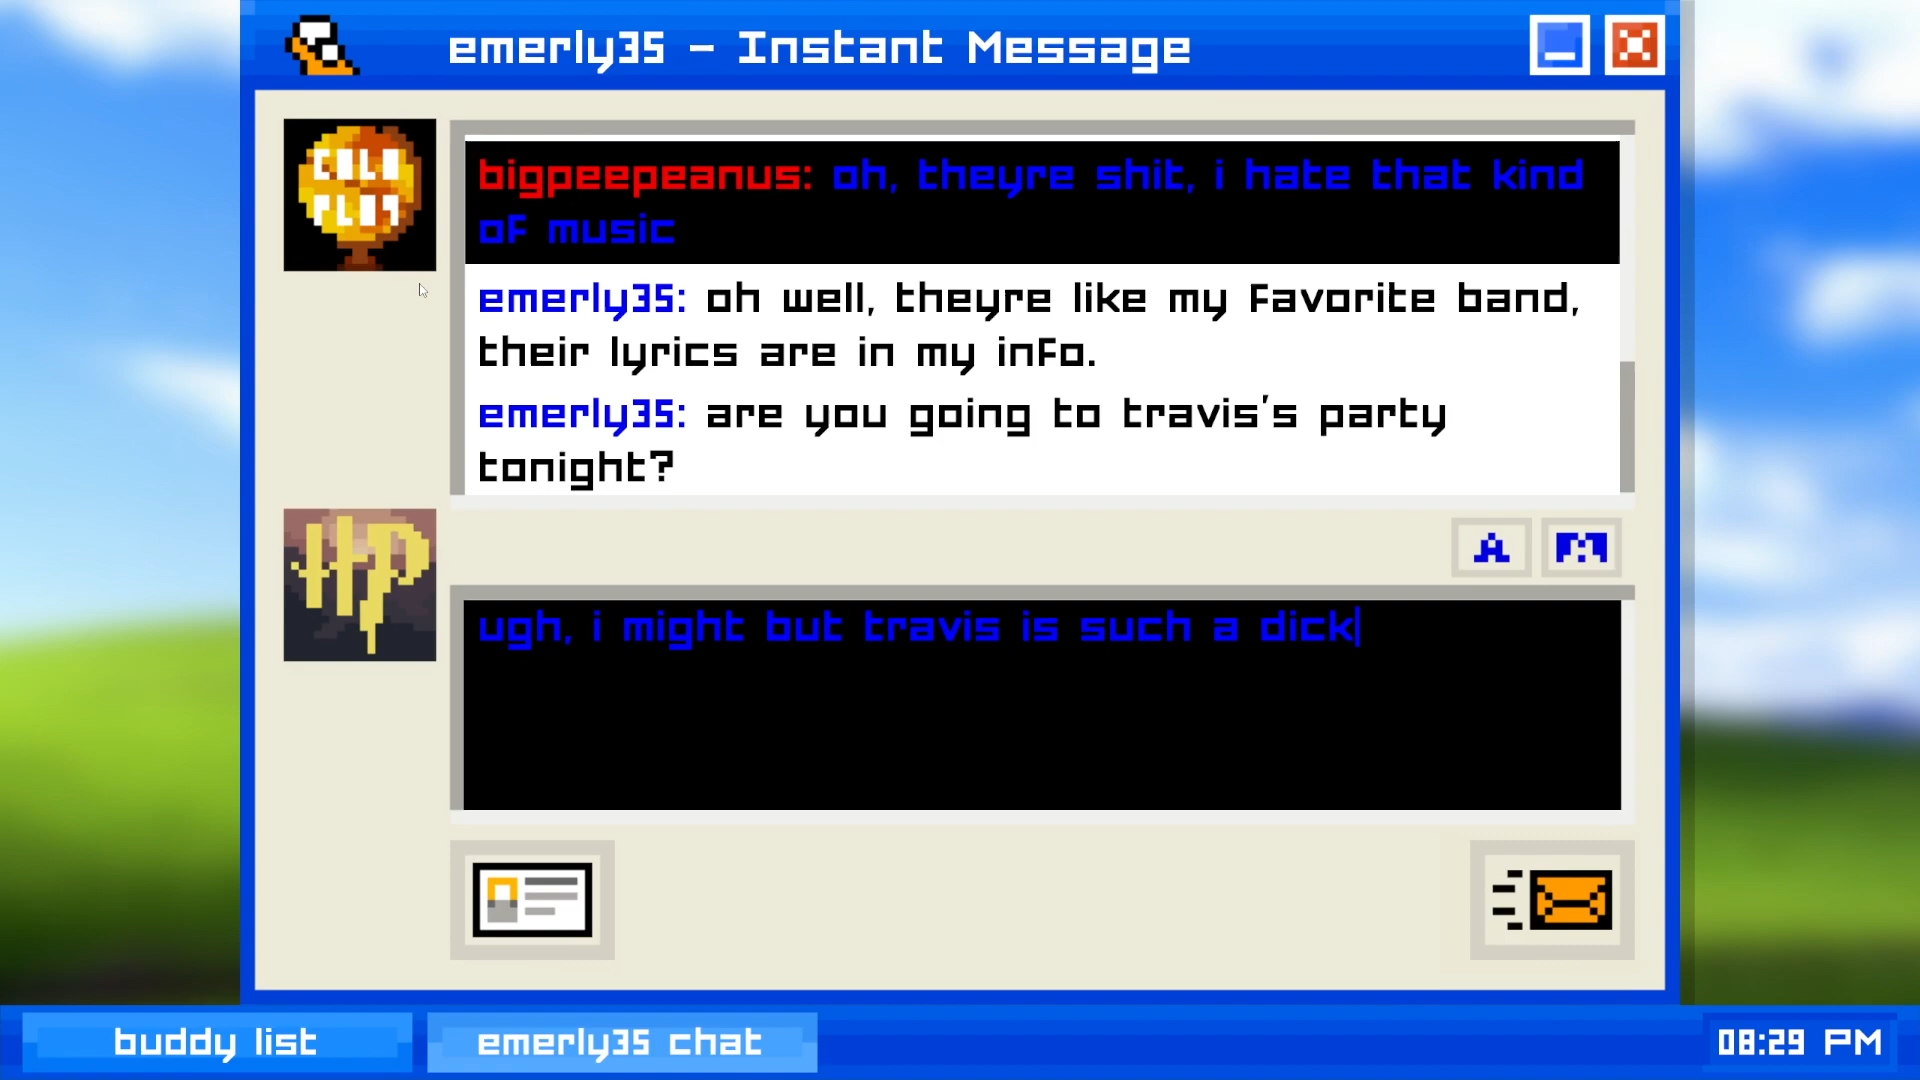 emerly35 - Instant Message
COLD
PLAY
bigpeepeanus: oh, theyre shit, i hate that kind
of music
emerly35: oh well, theyre like my favorite band,
their lyrics are in my info.
emerly35: are you going to travis's party
tonight?
HP
A
ugh, i might but travis is such a dick
buddy list
emerly35 chat
08:29 PM